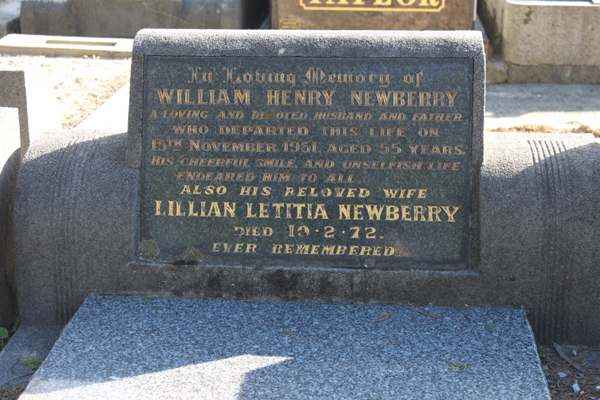 TAYLOR
In Loving Memory of
WILLIAM HENRY NEWBERRY
A LOVING AND DEVOTED HUSBAND AND FATHER
WHO DEPARTED THIS LIFE ON
15TH NOVEMBER 1951, AGED 55 YEARS.
HIS CHEERFUL SMILE, AND UNSELFISH LIFE
ENDEARED HIM TO ALL.
ALSO HIS BELOVED WIFE
LILLIAN LETITIA NEWBERRY
DIED 19·2·72.
EVER REMEMBERED